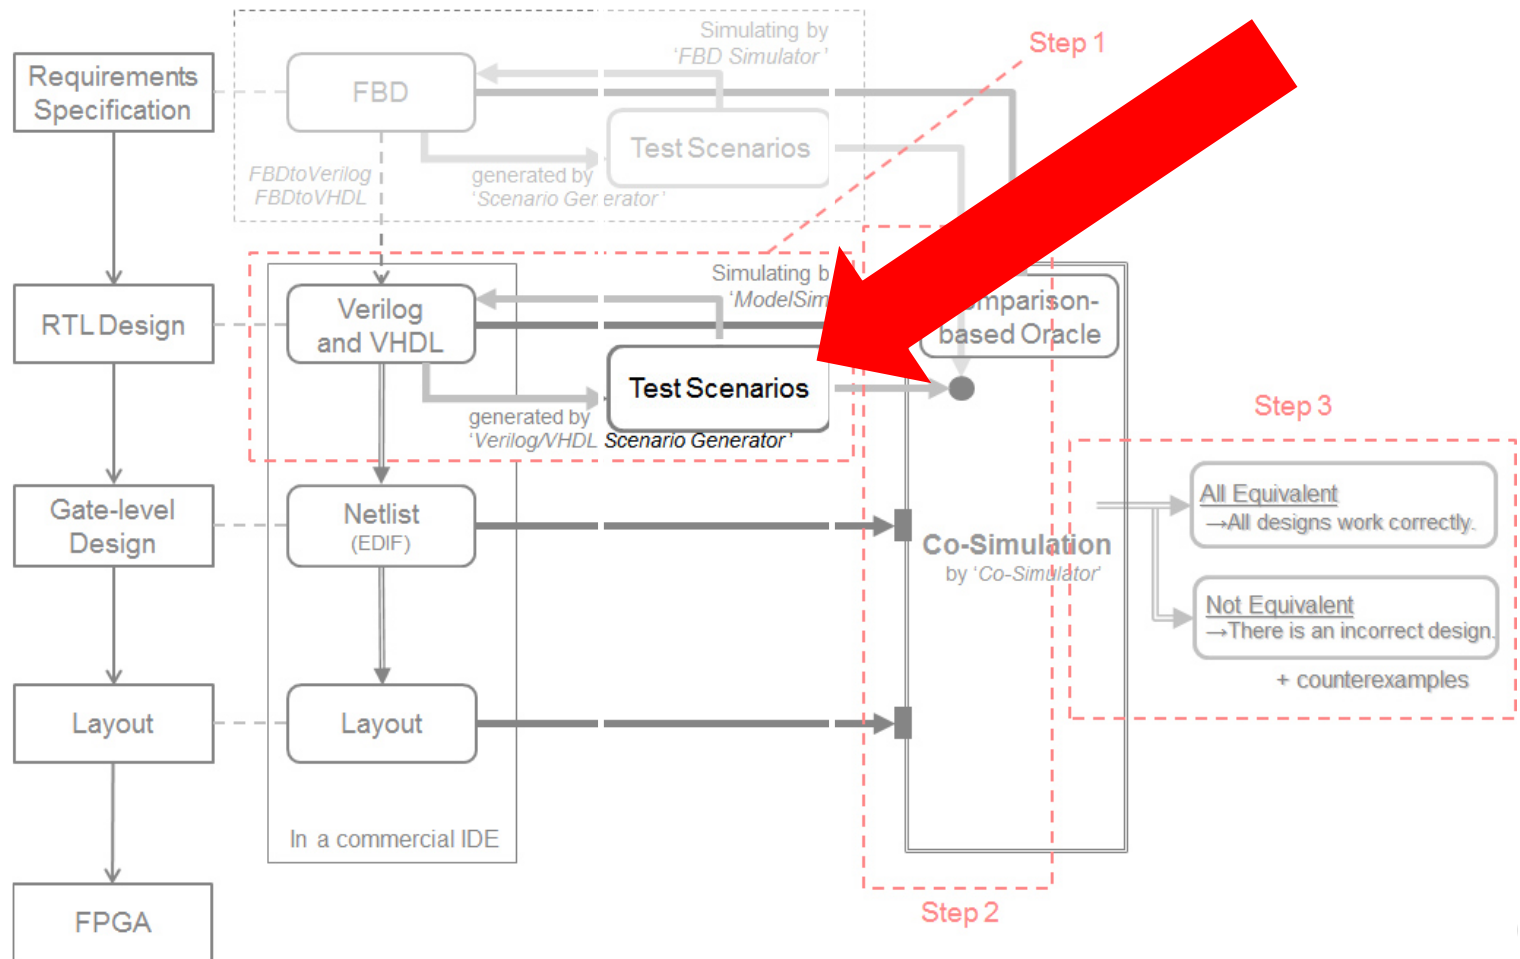 Requirements
Specification
FBD
Simulating by
‘FBD Simulator’
Test Scenarios
FBDtoVerilog
FBDtoVHDL
generated by
‘Scenario Generator’
Step 1
RTL Design
Verilog
and VHDL
Simulating b
‘ModelSim
Test Scenarios
generated by
‘Verilog/VHDL Scenario Generator’
omparison-
based Oracle
Gate-level
Design
Netlist
(EDIF)
Co-Simulation
by ‘Co-Simulator’
Step 3
All Equivalent
→All designs work correctly.
Not Equivalent
→There is an incorrect design.
+ counterexamples
Layout
Layout
In a commercial IDE
Step 2
FPGA